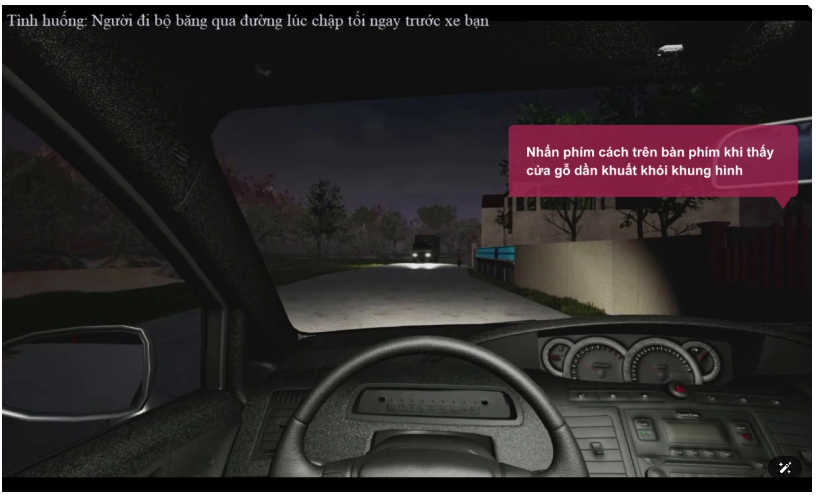 Tình huống: Người đi bộ băng qua đường lúc chập tối ngay trước xe bạn
Nhấn phím cách trên bàn phím khi thấy
cửa gỗ dần khuất khỏi khung hình